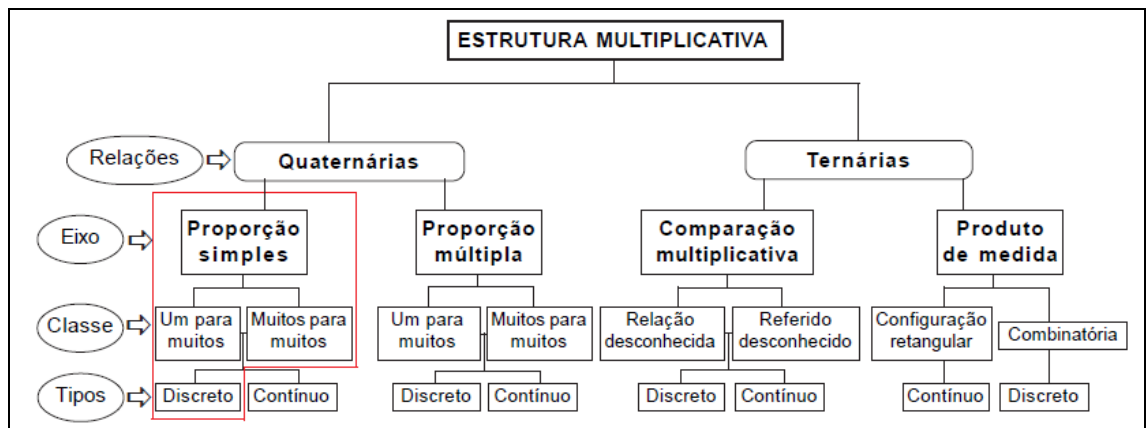 ESTRUTURA MULTIPLICATIVA
Relações
Quaternárias
Ternárias
Eixo
Proporção
simples
Proporção
múltipla
Comparação
multiplicativa
Produto
de medida
Classe
Um para
muitos
Muitos para
muitos
Um para
muitos
Muitos para
muitos
Relação
desconhecida
Referido
desconhecido
Configuração
retangular
Combinatória
Tipos
Discreto
Contínuo
Discreto
Contínuo
Discreto
Contínuo
Contínuo
Discreto